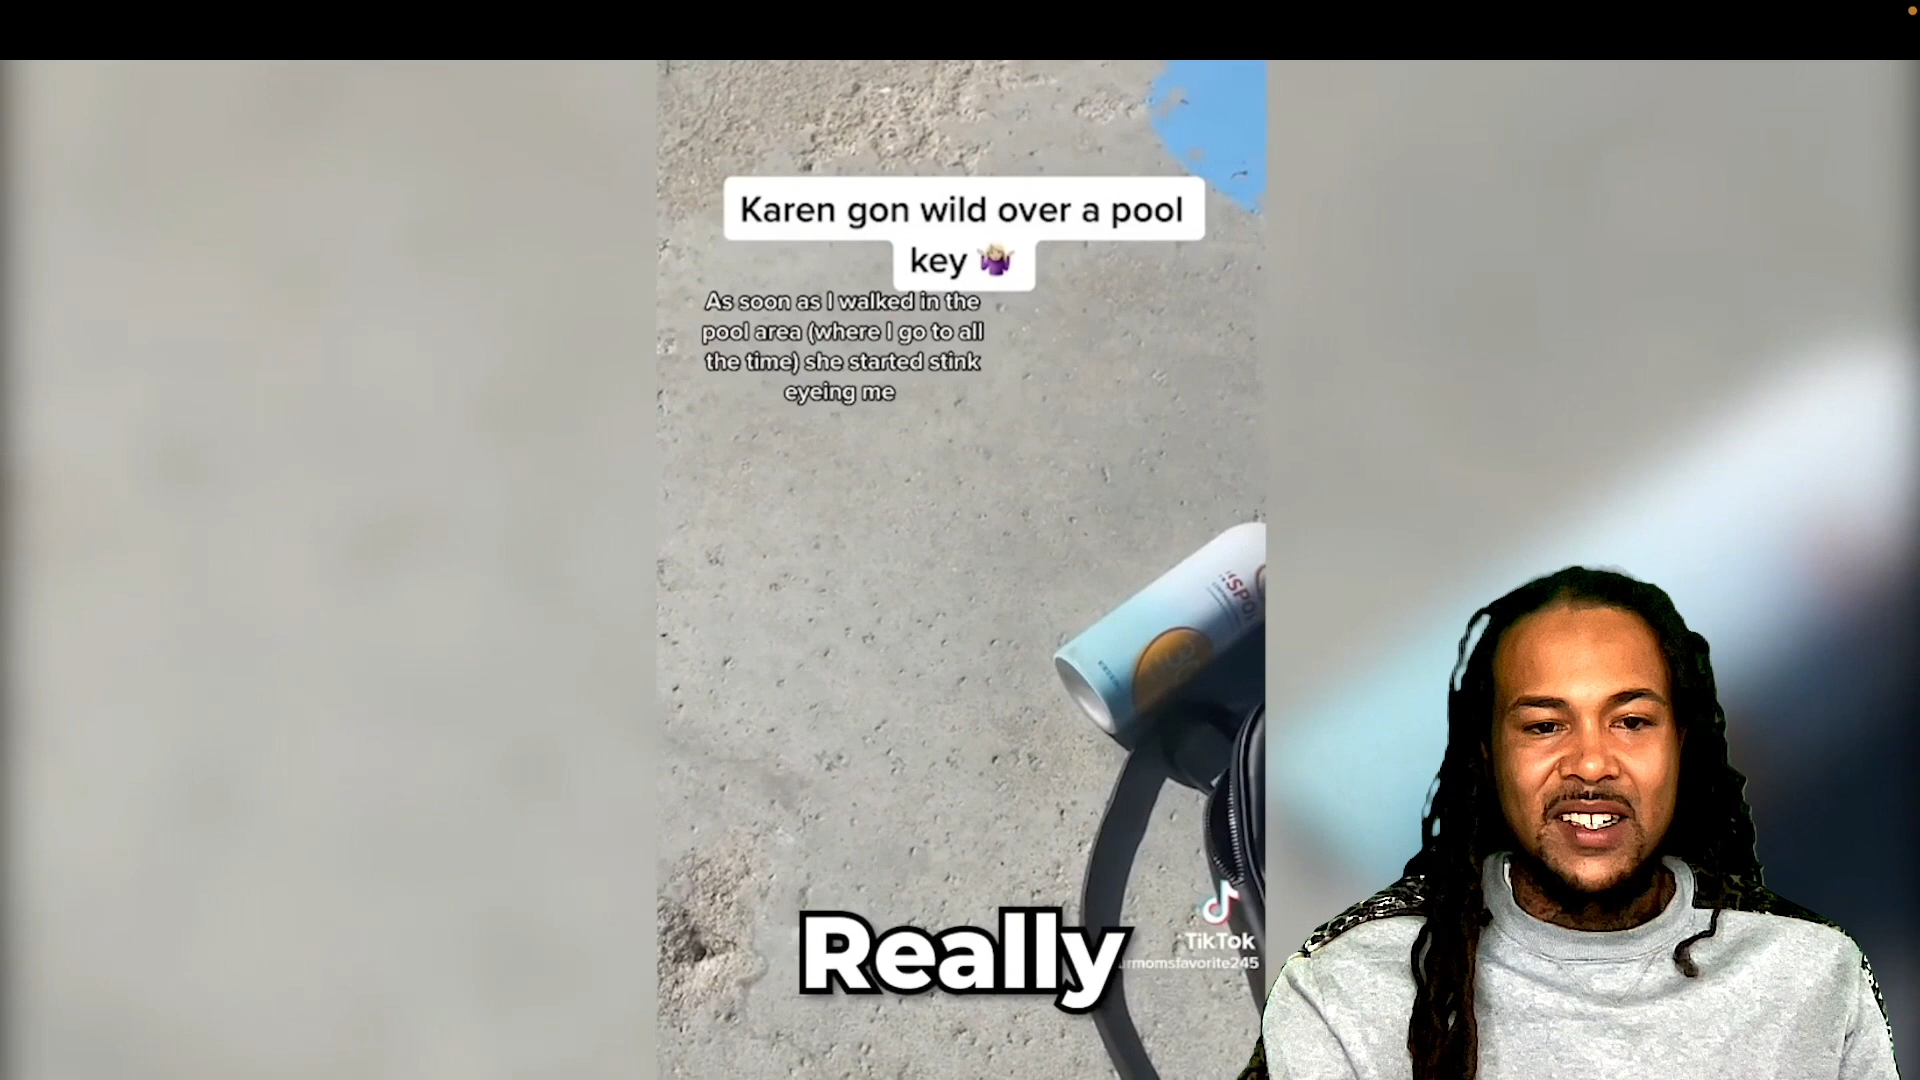 Karen gon wild over a pool
key 🤷🏼‍♀️
As soon as I walked in the
pool area (where I go to all
the time) she started stink
eyeing me
Really
TikTok